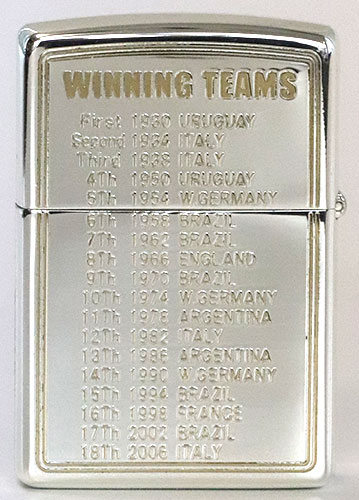 WINNING TEAMS
First 1930 URUGUAY
Second 1934 ITALY
Third 1938 ITALY
4Th 1950 URUGUAY
5Th 1954 W.GERMANY
6Th 1958 BRAZIL
7Th 1962 BRAZIL
8Th 1966 ENGLAND
9Th 1970 BRAZIL
10Th 1974 W.GERMANY
11Th 1978 ARGENTINA
12Th 1982 ITALY
13Th 1986 ARGENTINA
14Th 1990 W.GERMANY
15Th 1994 BRAZIL
16Th 1998 FRANCE
17Th 2002 BRAZIL
18Th 2006 ITALY